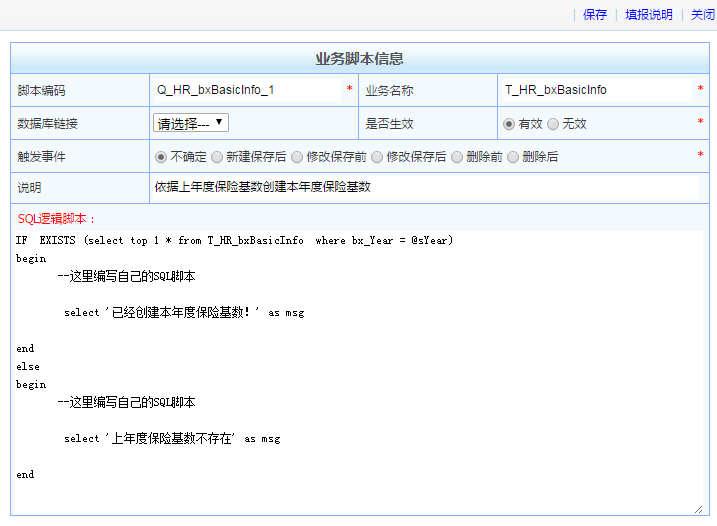 保存 填报说明 关闭
业务脚本信息
脚本编码 Q_HR_bxBasicInfo_1 * 业务名称 T_HR_bxBasicInfo *
数据库链接 请选择--- 是否生效 有效 无效 *
触发事件 不确定 新建保存后 修改保存前 修改保存后 删除前 删除后 *
说明 依据上年度保险基数创建本年度保险基数
SQL逻辑脚本：
IF  EXISTS (select top 1 * from T_HR_bxBasicInfo  where bx_Year = @sYear)
begin
--这里编写自己的SQL脚本
select '已经创建本年度保险基数！' as msg
end
else
begin
--这里编写自己的SQL脚本
select '上年度保险基数不存在' as msg
end